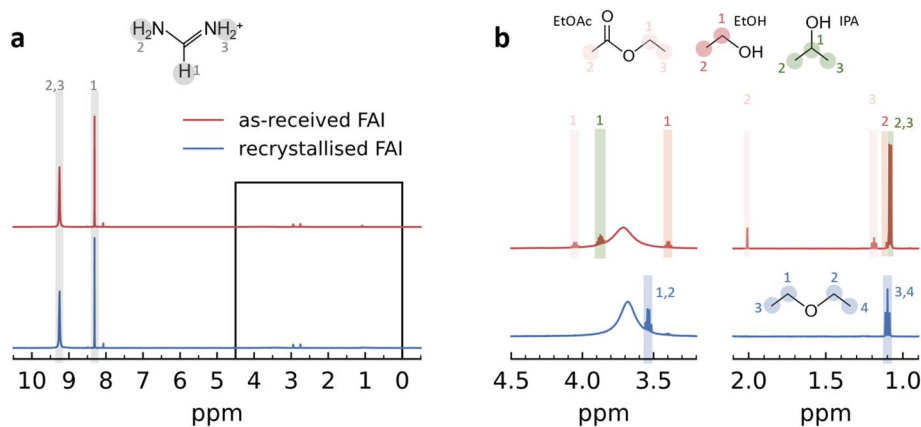 a
H₂N
NH₂⁺
2
3
H
1
2,3
1
as-received FAI
recrystallised FAI
10 9 8 7 6 5 4 3 2 1 0
ppm
b
EtOAc
O
O
1
2
3
1
EtOH
OH
2
OH
IPA
1
2
3
1
1
1
2
3
2
2,3
1,2
1
2
3
O
4
3,4
4.5 4.0 3.5
ppm
2.0 1.5 1.0
ppm